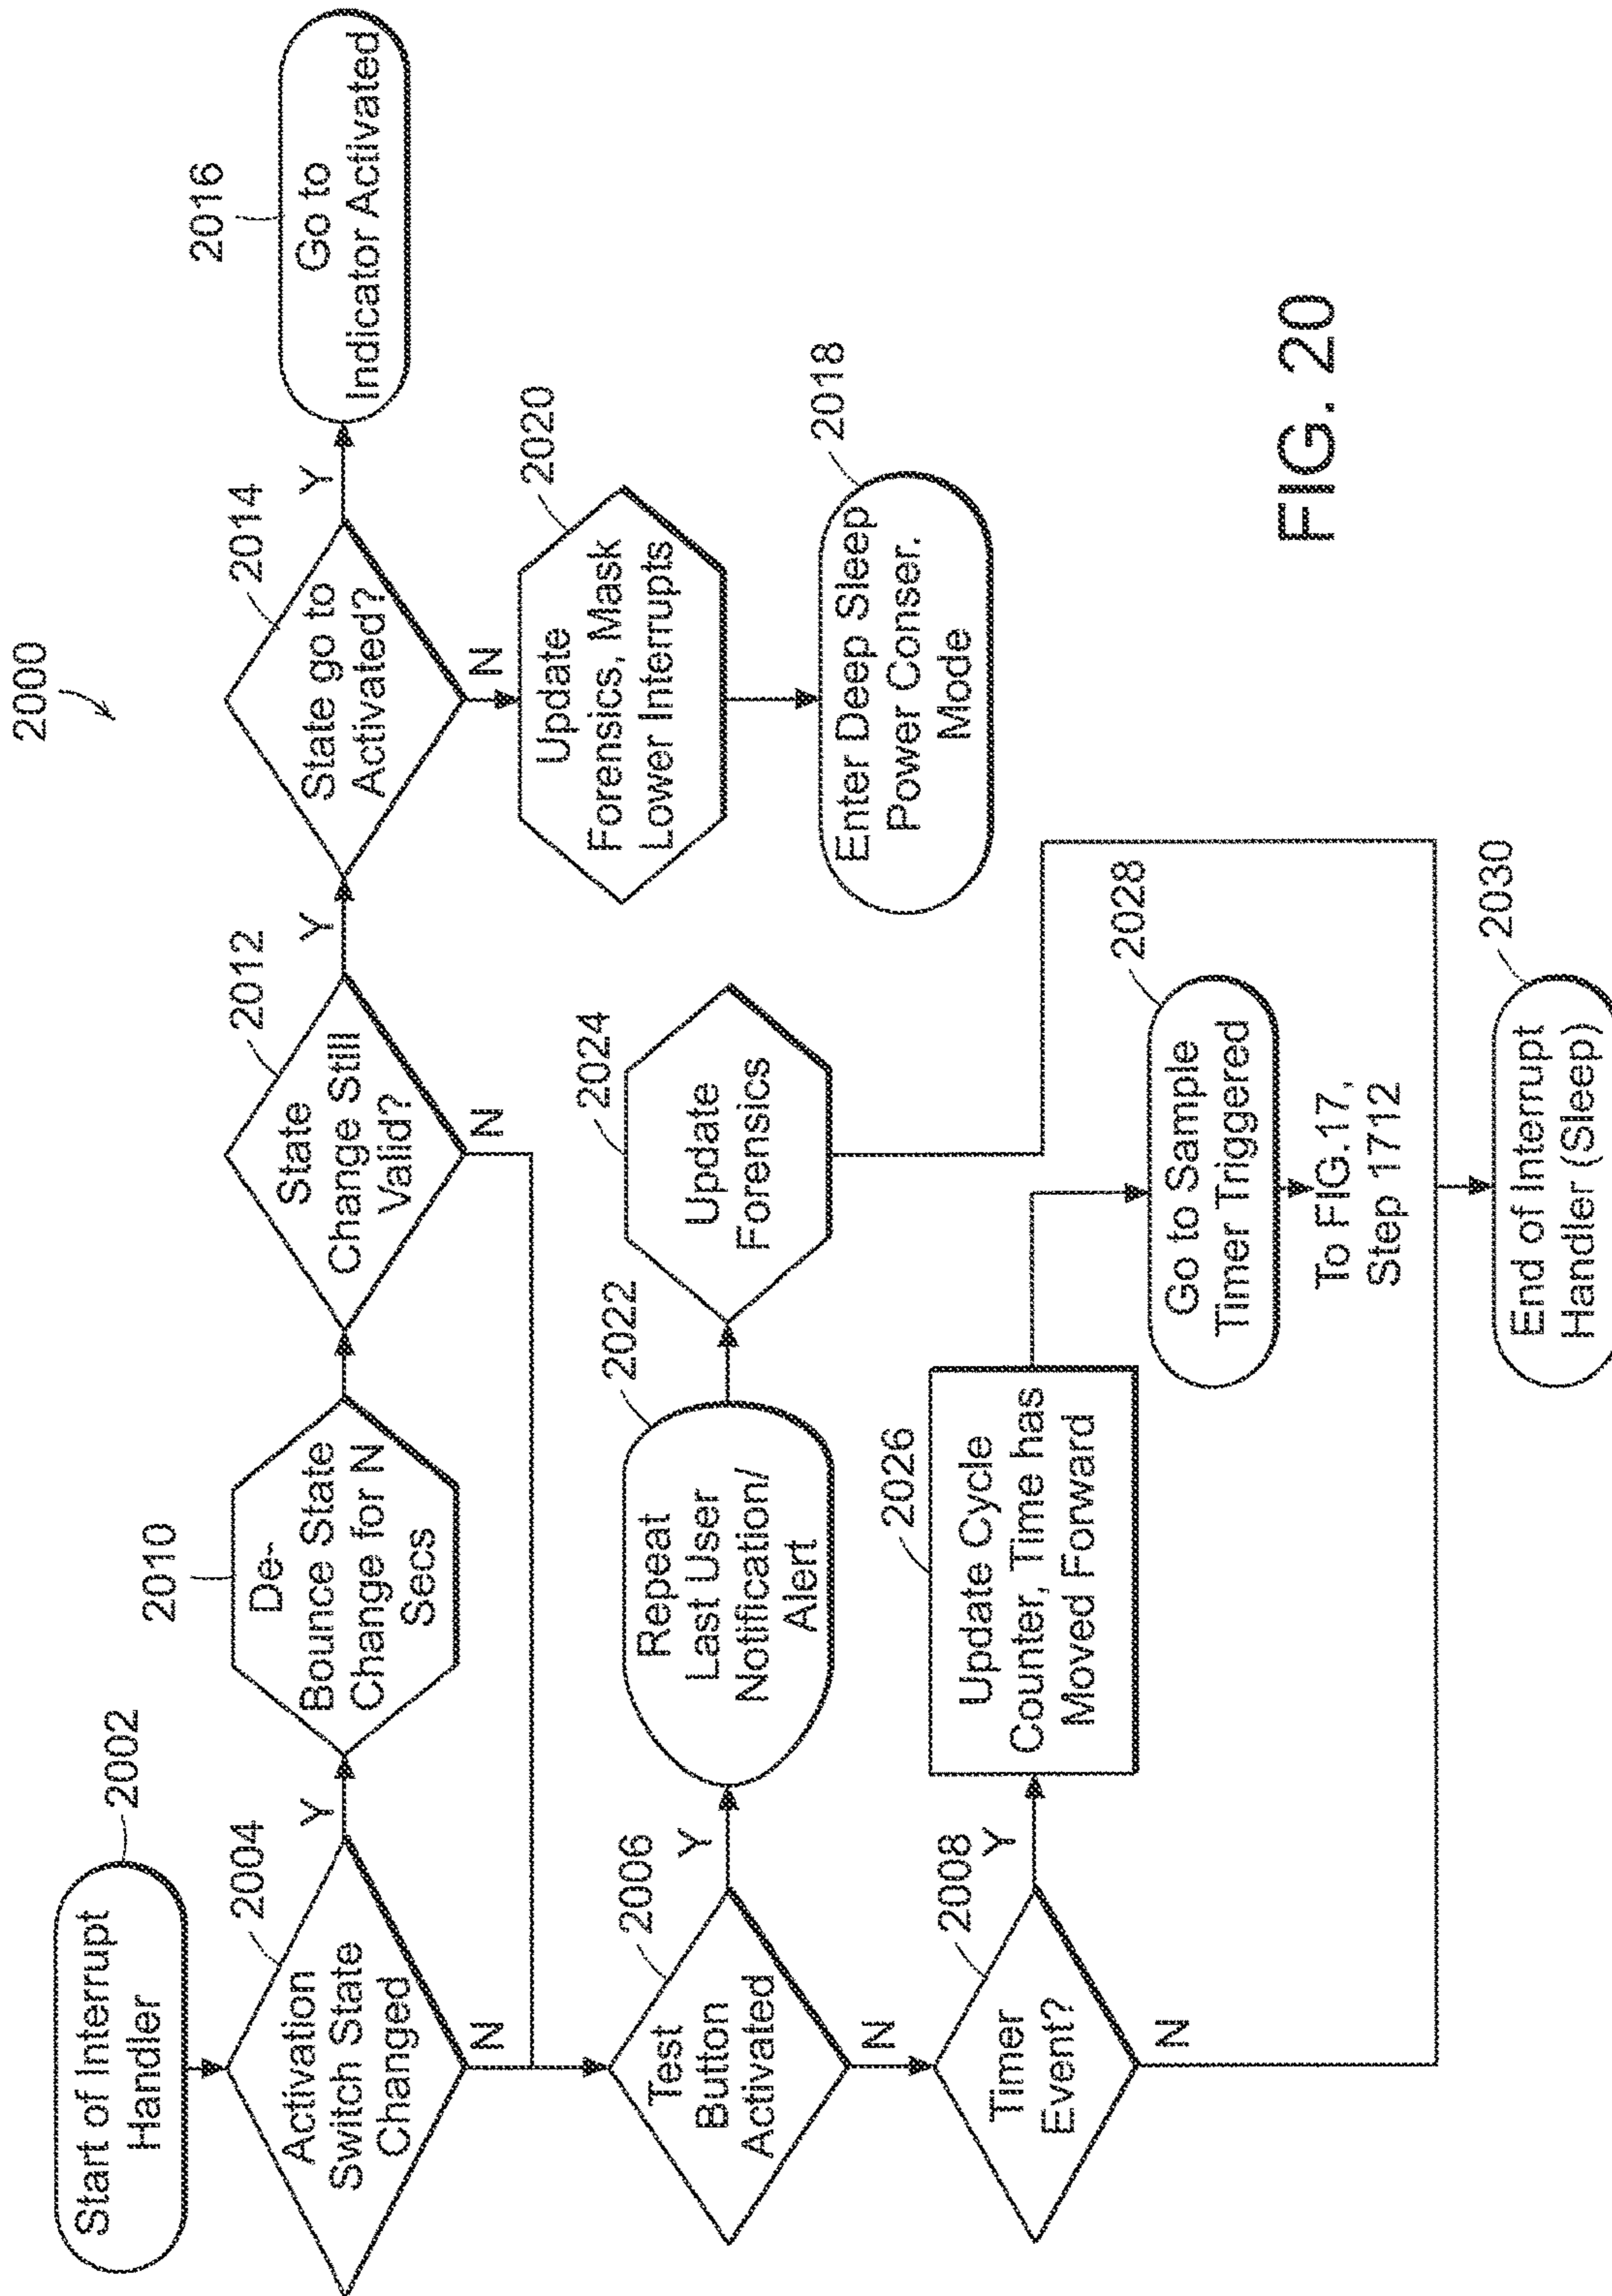 2000
Start of Interrupt
Handler
2002
Activation
Switch State
Changed
2004
Y
N
De-
Bounce State
Change for N
Secs
2010
State
Change Still
Valid?
2012
Y
N
State go to
Activated?
2014
Y
N
Go to
Indicator Activated
2016
Update
Forensics, Mask
Lower Interrupts
2020
Enter Deep Sleep
Power Conser.
Mode
2018
Test
Button
Activated
2006
Y
N
Repeat
Last User
Notification/
Alert
2022
Update
Forensics
2024
Timer
Event?
2008
Y
N
Update Cycle
Counter, Time has
Moved Forward
2026
Go to Sample
Timer Triggered
2028
To FIG.17,
Step 1712
End of Interrupt
Handler (Sleep)
2030
FIG. 20